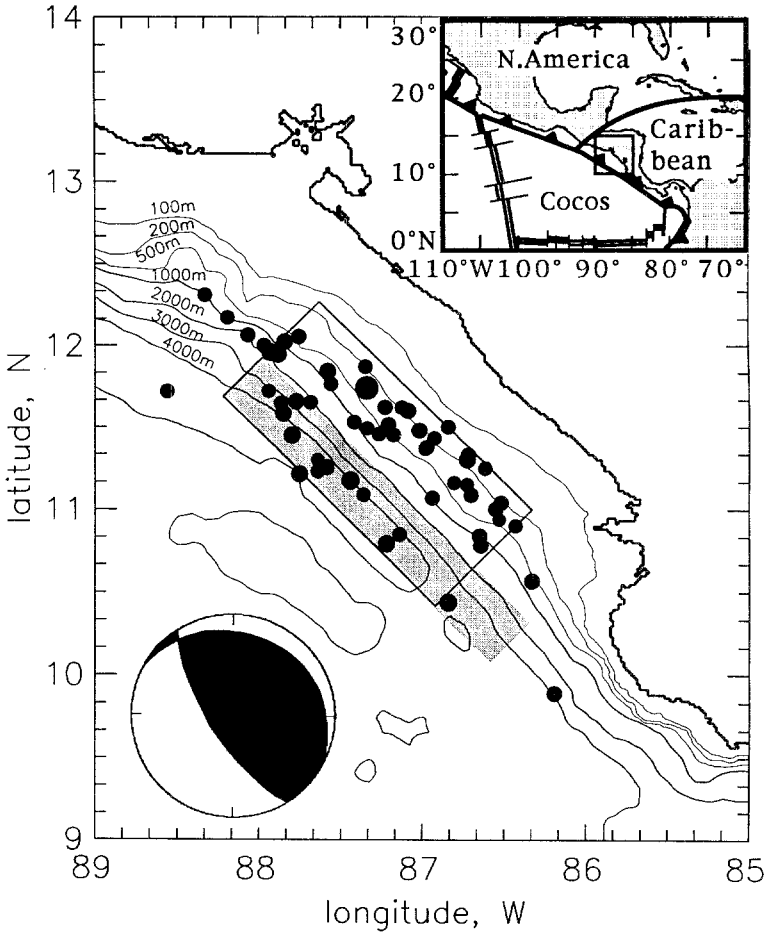 14
13
12
11
10
9
latitude, N
89
88
87
86
85
longitude, W
100m
200m
500m
1000m
2000m
3000m
4000m
30°
20°
10°
0°N
110°W 100° 90° 80° 70°
N.America
Carib-
bean
Cocos